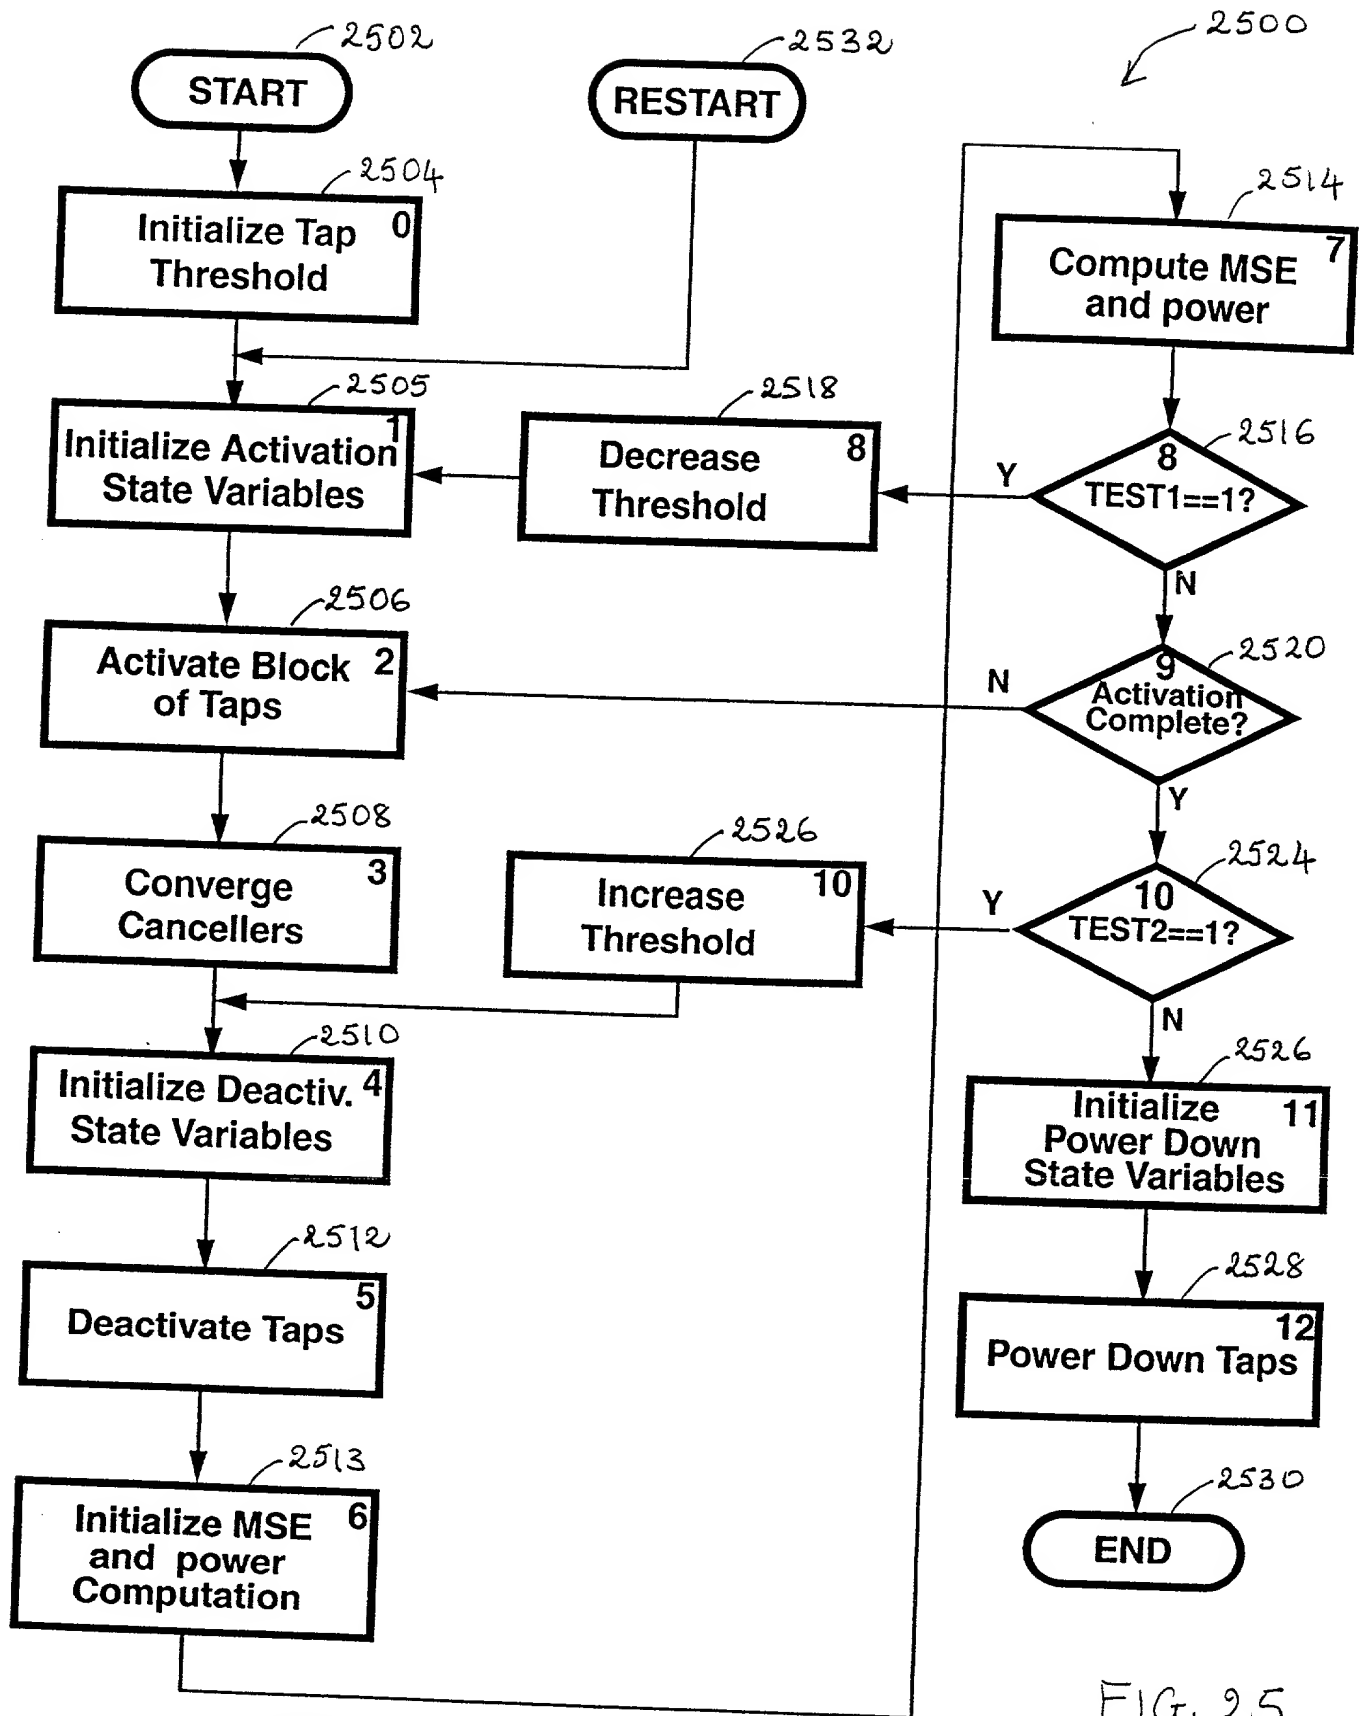 2502
START
2532
RESTART
2500
2504
Initialize Tap
Threshold
0
2505
Initialize Activation
State Variables
1
2518
Decrease
Threshold
8
2506
Activate Block
of Taps
2
2508
Converge
Cancellers
3
2526
Increase
Threshold
10
2510
Initialize Deactiv.
State Variables
4
2512
Deactivate Taps
5
2513
Initialize MSE
and power
Computation
6
2514
Compute MSE
and power
7
2516
8
TEST1==1?
Y
N
2520
9
Activation
Complete?
N
Y
2524
10
TEST2==1?
Y
N
2526
Initialize
Power Down
State Variables
11
2528
Power Down Taps
12
2530
END
FIG. 25